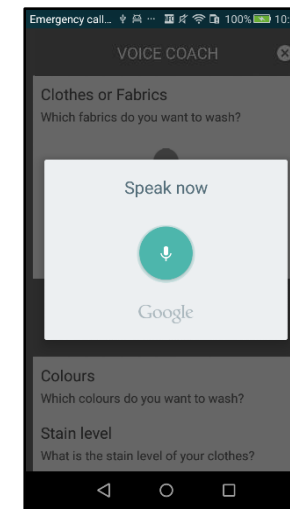 Emergency call... 100% 10:
VOICE COACH
Clothes or Fabrics
Which fabrics do you want to wash?
Speak now
Google
Colours
Which colours do you want to wash?
Stain level
What is the stain level of your clothes?